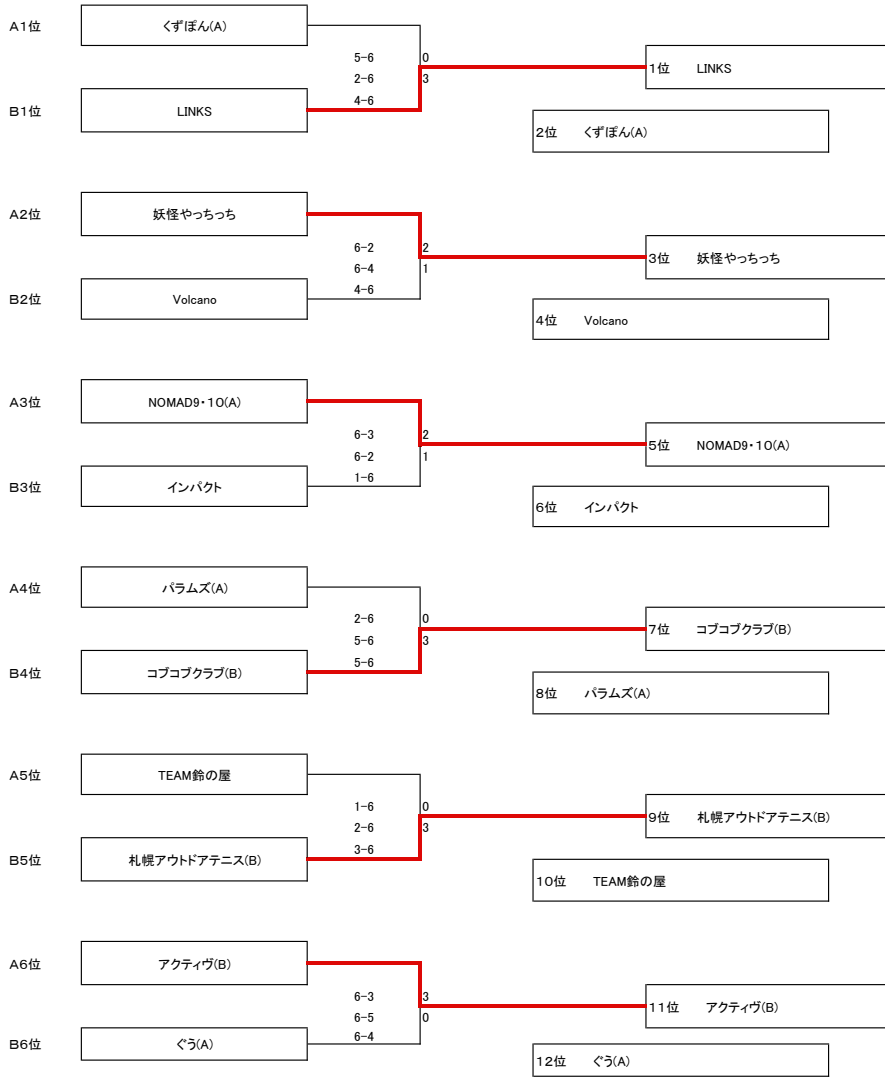 A1位 くずぽん(A)
5-6 0
1位 LINKS
2-6 3
4-6
B1位 LINKS
2位 くずぽん(A)
A2位 妖怪やっちっち
6-2 2
3位 妖怪やっちっち
6-4 1
4-6
B2位 Volcano
4位 Volcano
A3位 NOMAD9・10(A)
6-3 2
5位 NOMAD9・10(A)
6-2 1
1-6
B3位 インパクト
6位 インパクト
A4位 パラムズ(A)
2-6 0
7位 コブコブクラブ(B)
5-6 3
5-6
B4位 コブコブクラブ(B)
8位 パラムズ(A)
A5位 TEAM鈴の屋
1-6 0
9位 札幌アウトドアテニス(B)
2-6 3
3-6
B5位 札幌アウトドアテニス(B)
10位 TEAM鈴の屋
A6位 アクティヴ(B)
6-3 3
11位 アクティヴ(B)
6-5 0
6-4
B6位 ぐう(A)
12位 ぐう(A)